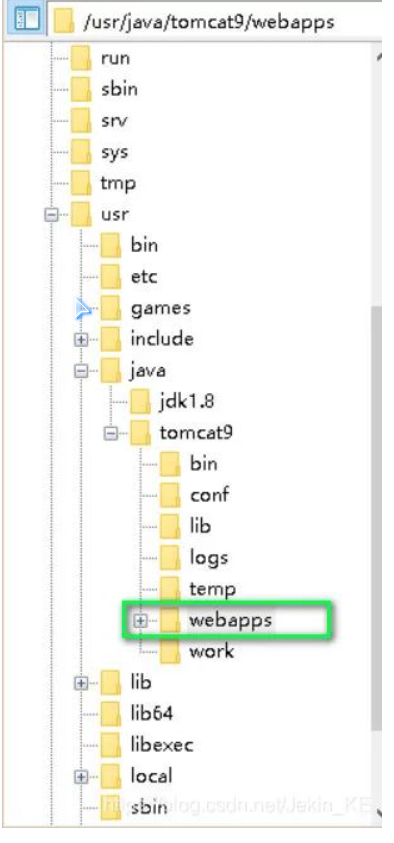 /usr/java/tomcat9/webapps
run
sbin
srv
sys
tmp
usr
bin
etc
games
include
java
jdk1.8
tomcat9
bin
conf
lib
logs
temp
webapps
work
lib
lib64
libexec
local
sbin
blog.csdn.net/Jekin_KE